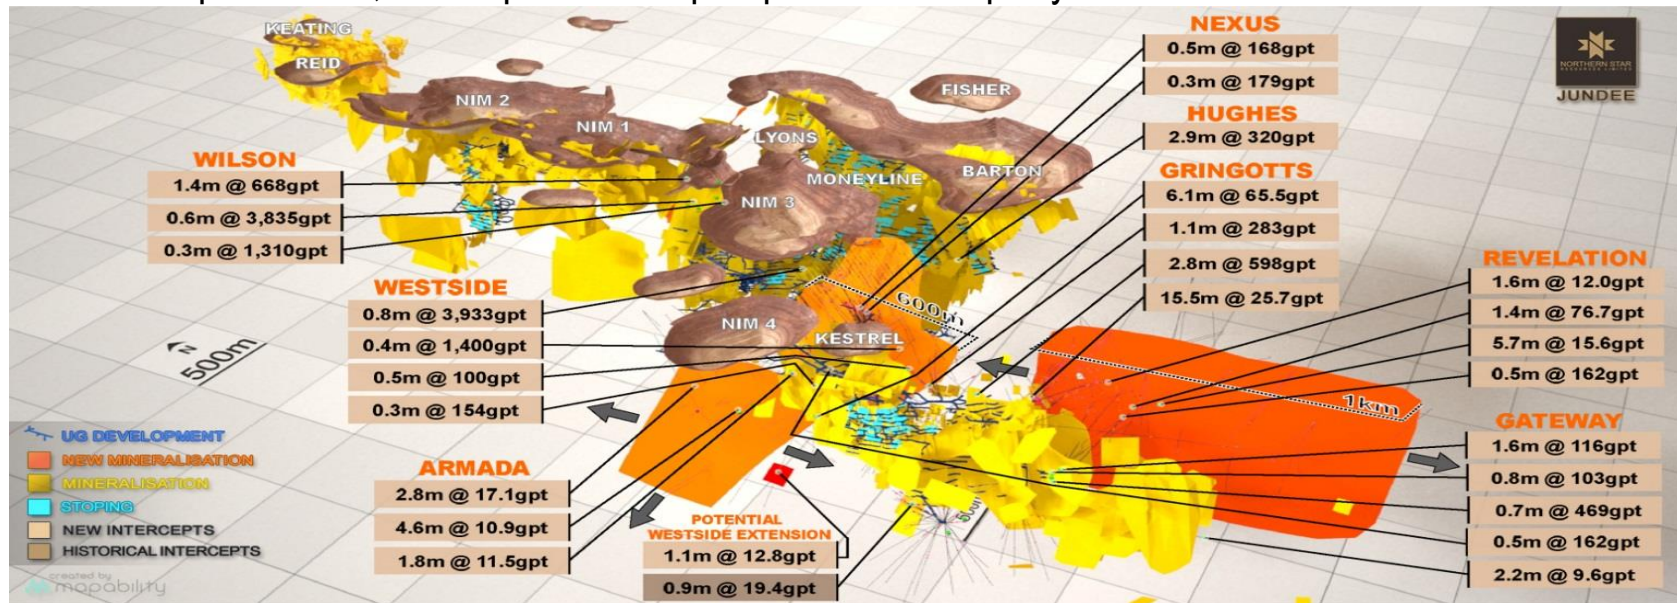 KEATING
REID
NIM 2
NIM 1
LYONS
FISHER
MONEYLINE
BARTON
NIM 3
NIM 4
KESTREL
600m
1km
N
500m
WILSON
1.4m @ 668gpt
0.6m @ 3,835gpt
0.3m @ 1,310gpt
WESTSIDE
0.8m @ 3,933gpt
0.4m @ 1,400gpt
0.5m @ 100gpt
0.3m @ 154gpt
ARMADA
2.8m @ 17.1gpt
4.6m @ 10.9gpt
1.8m @ 11.5gpt
POTENTIAL
WESTSIDE EXTENSION
1.1m @ 12.8gpt
0.9m @ 19.4gpt
NEXUS
0.5m @ 168gpt
0.3m @ 179gpt
HUGHES
2.9m @ 320gpt
GRINGOTTS
6.1m @ 65.5gpt
1.1m @ 283gpt
2.8m @ 598gpt
15.5m @ 25.7gpt
REVELATION
1.6m @ 12.0gpt
1.4m @ 76.7gpt
5.7m @ 15.6gpt
0.5m @ 162gpt
GATEWAY
1.6m @ 116gpt
0.8m @ 103gpt
0.7m @ 469gpt
0.5m @ 162gpt
2.2m @ 9.6gpt
NORTHERN STAR
RESOURCES LIMITED
JUNDEE
UG DEVELOPMENT
NEW MINERALISATION
MINERALISATION
STOPING
NEW INTERCEPTS
HISTORICAL INTERCEPTS
created by
mapability